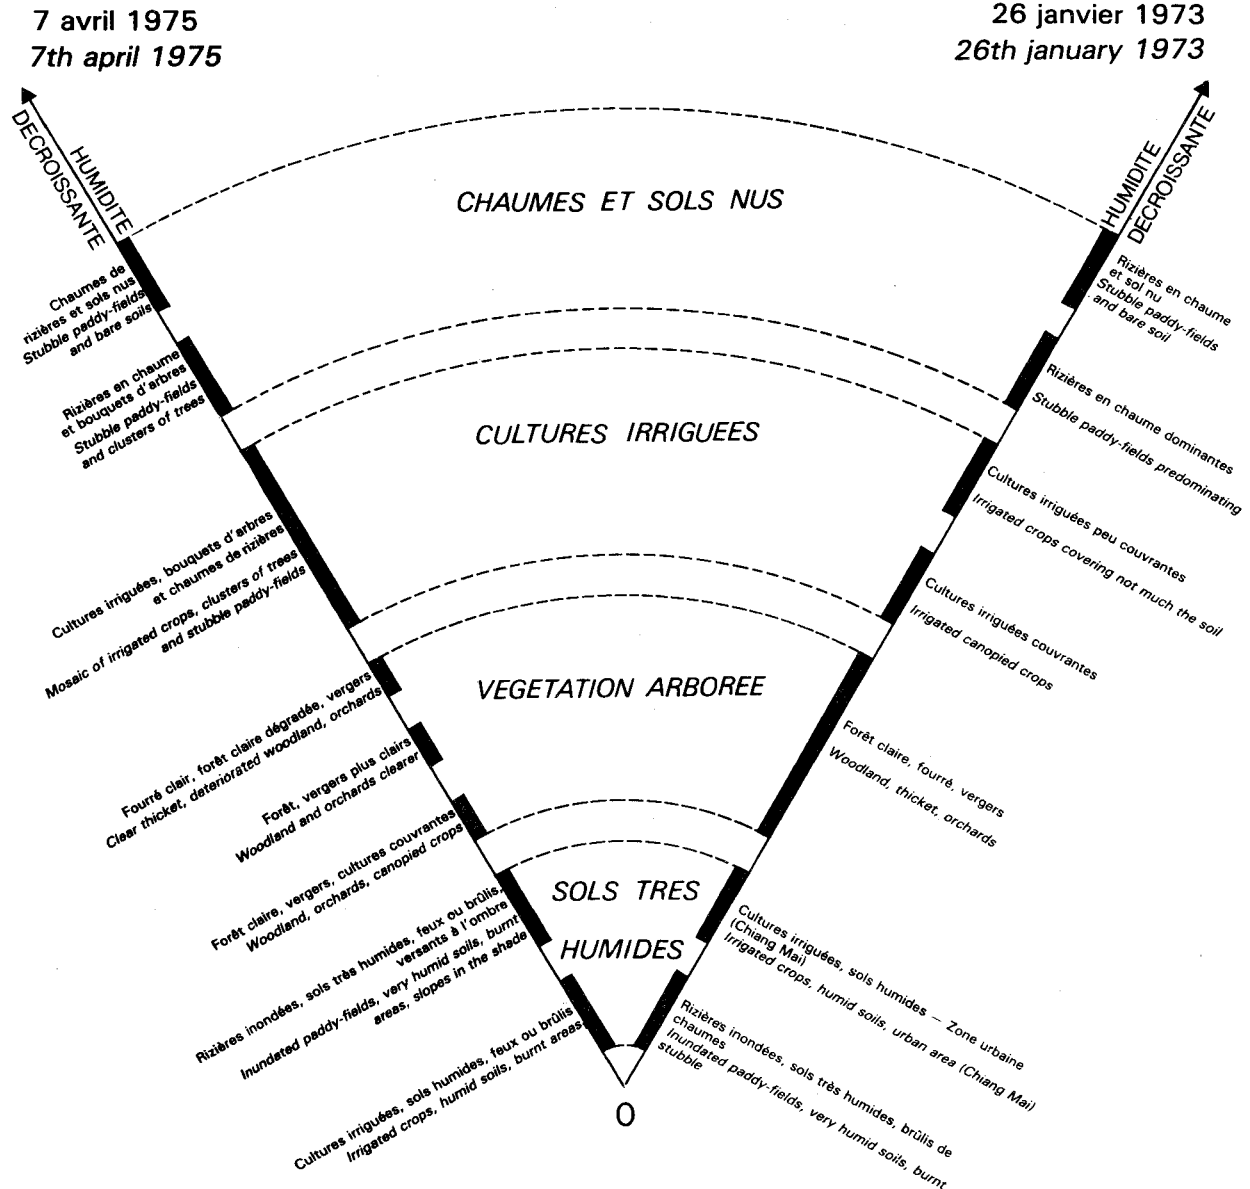 7 avril 1975
7th april 1975
26 janvier 1973
26th january 1973
HUMIDITE
DECROISSANTE
HUMIDITE
DECROISSANTE
CHAUMES ET SOLS NUS
CULTURES IRRIGUEES
VEGETATION ARBOREE
SOLS TRES
HUMIDES
O
Chaumes de
rizières et sols nus
Stubble paddy-fields
and bare soils
Rizières en chaume
et bouquets d'arbres
Stubble paddy-fields
and clusters of trees
Cultures irriguées, bouquets d'arbres
et chaumes de rizières
Mosaic of irrigated crops, clusters of trees
and stubble paddy-fields
Fourré clair, forêt claire dégradée, vergers
Clear thicket, deteriorated woodland, orchards
Forêt, vergers plus clairs
Woodland and orchards clearer
Forêt claire, vergers, cultures couvrantes
Woodland, orchards, canopied crops
Rizières inondées, sols très humides, feux ou brûlis,
versants à l'ombre
Inundated paddy-fields, very humid soils, burnt
areas, slopes in the shade
Cultures irriguées, sols humides, feux ou brûlis
Irrigated crops, humid soils, burnt areas
Rizières en chaume
et sol nu
Stubble paddy-fields
and bare soil
Rizières en chaume dominantes
Stubble paddy-fields predominating
Cultures irriguées peu couvrantes
Irrigated crops covering not much the soil
Cultures irriguées couvrantes
Irrigated canopied crops
Forêt claire, fourré, vergers
Woodland, thicket, orchards
Cultures irriguées, sols humides — Zone urbaine
(Chiang Mai)
Irrigated crops, humid soils, urban area (Chiang Mai)
Rizières inondées, sols très humides, brûlis de
chaumes
Inundated paddy-fields, very humid soils, burnt
stubble